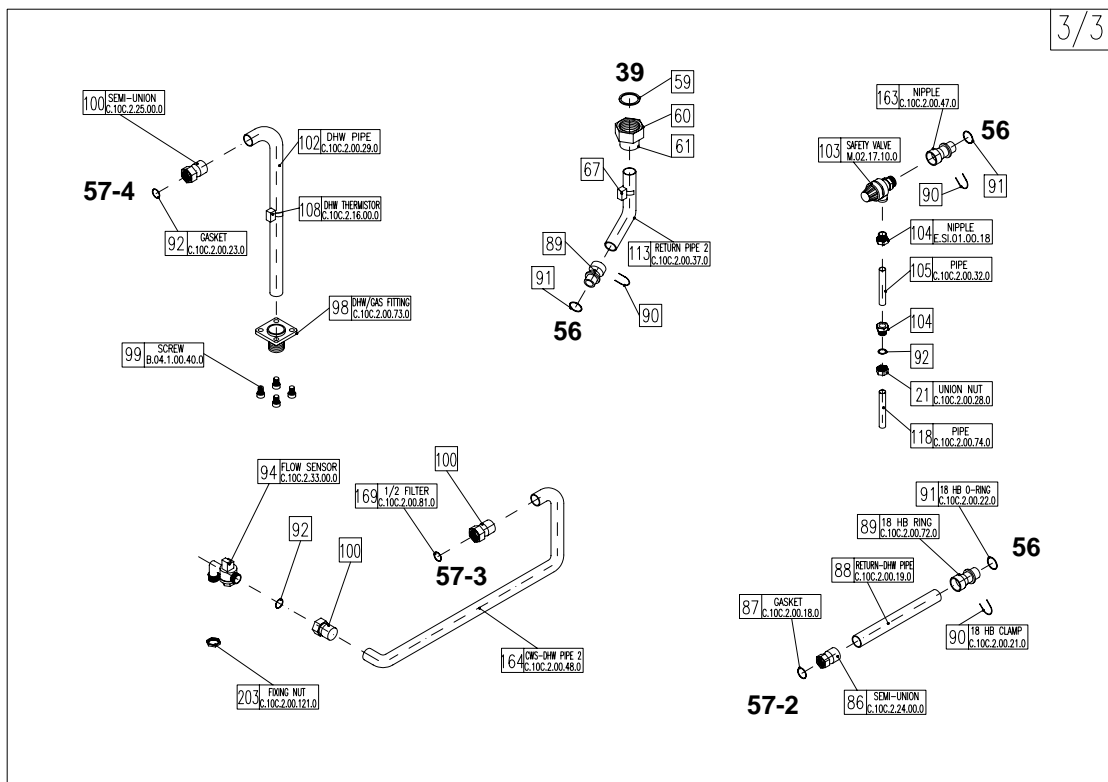 3/3
100 SEMI-UNION
C.10C.2.25.00.0
102 DHW PIPE
C.10C.2.00.29.0
57-4
108 DHW THERMISTOR
C.10C.2.16.00.0
92 GASKET
C.10C.2.00.23.0
98 DHW/GAS FITTING
C.10C.2.00.73.0
99 SCREW
B.04.1.00.40.0
39
59
60
61
67
89
113 RETURN PIPE 2
C.10C.2.00.37.0
91
90
56
163 NIPPLE
C.10C.2.00.47.0
56
103 SAFETY VALVE
M.02.17.10.0
90
91
104 NIPPLE
E.SI.01.00.18
105 PIPE
C.10C.2.00.32.0
104
92
21 UNION NUT
C.10C.2.00.28.0
118 PIPE
C.10C.2.00.74.0
94 FLOW SENSOR
C.10C.2.33.00.0
100
169 1/2 FILTER
C.10C.2.00.81.0
92
100
57-3
164 CWS-DHW PIPE 2
C.10C.2.00.48.0
203 FIXING NUT
C.10C.2.00.121.0
91 18 HB O-RING
C.10C.2.00.22.0
89 18 HB RING
C.10C.2.00.72.0
56
88 RETURN-DHW PIPE
C.10C.2.00.19.0
87 GASKET
C.10C.2.00.18.0
90 18 HB CLAMP
C.10C.2.00.21.0
57-2
86 SEMI-UNION
C.10C.2.24.00.0